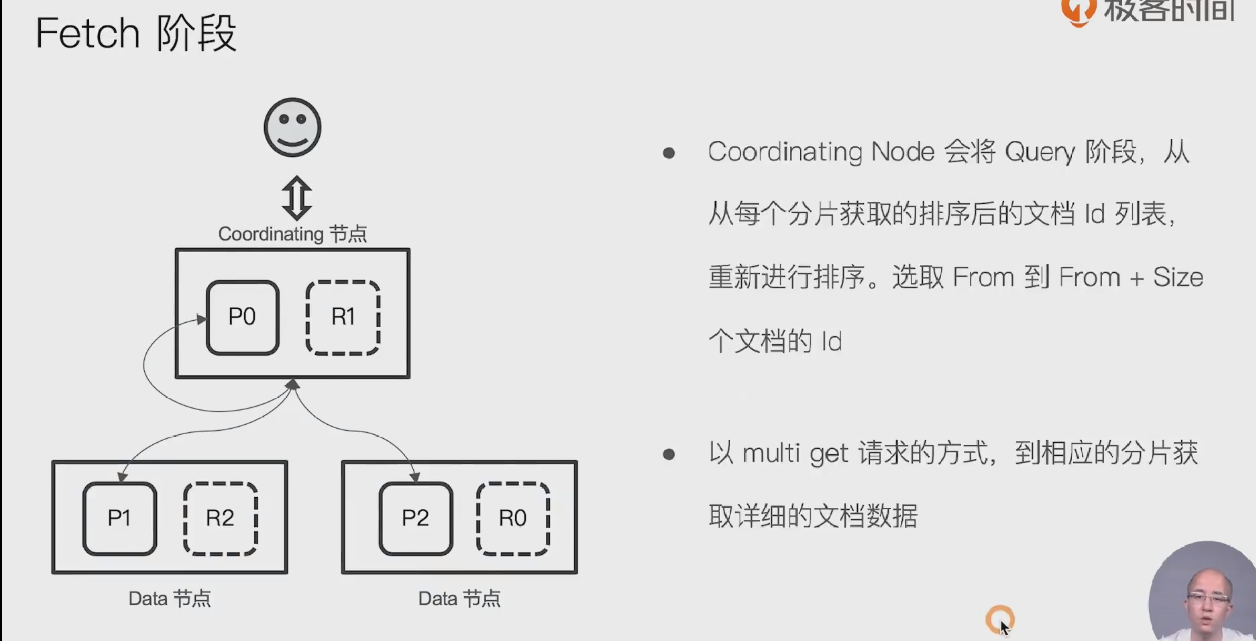 Fetch 阶段
极客时间
Coordinating 节点
P0
R1
P1
R2
P2
R0
Data 节点
Data 节点
Coordinating Node 会将 Query 阶段，从
从每个分片获取的排序后的文档 Id 列表，
重新进行排序。选取 From 到 From + Size
个文档的 Id
以 multi get 请求的方式，到相应的分片获
取详细的文档数据